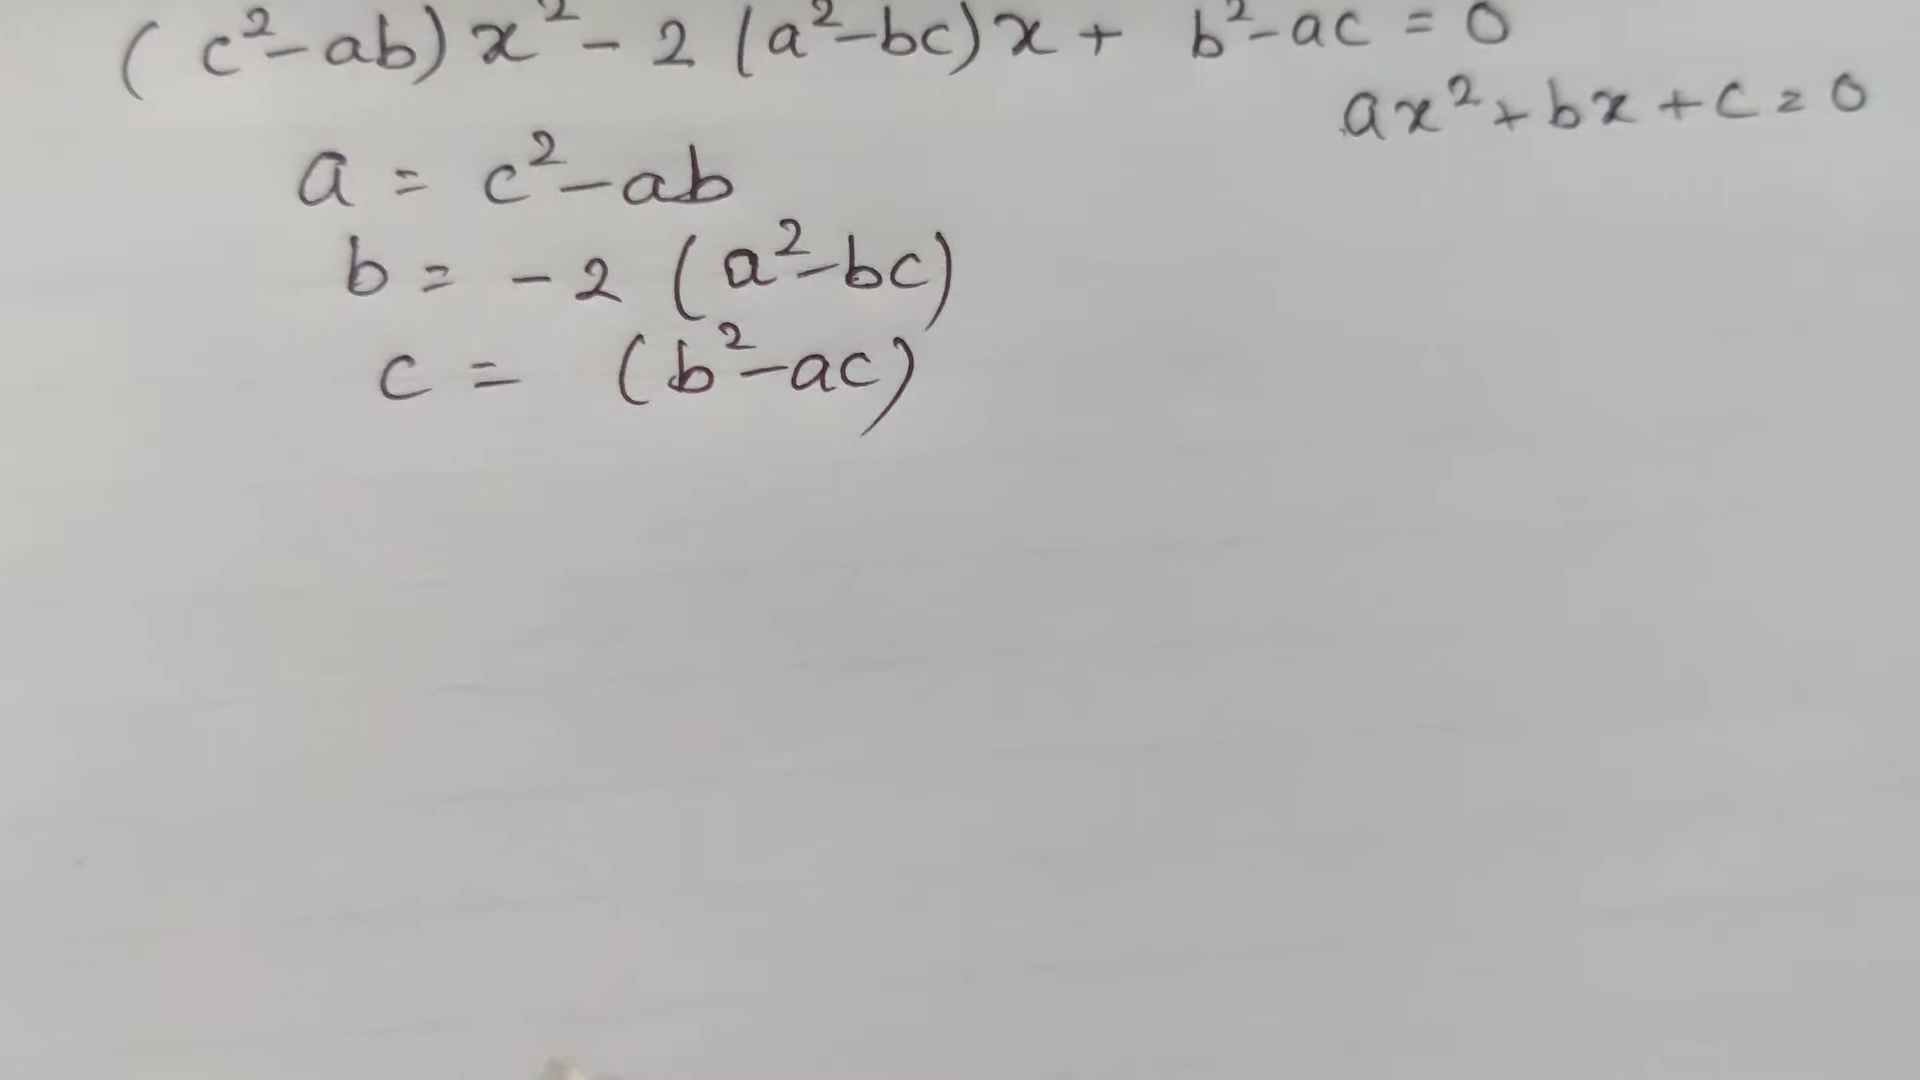 (c²-ab)x²-2(a²-bc)x+ b²-ac=0
ax²+bx+c=0
a = c²-ab
b = -2(a²-bc)
c = (b²-ac)